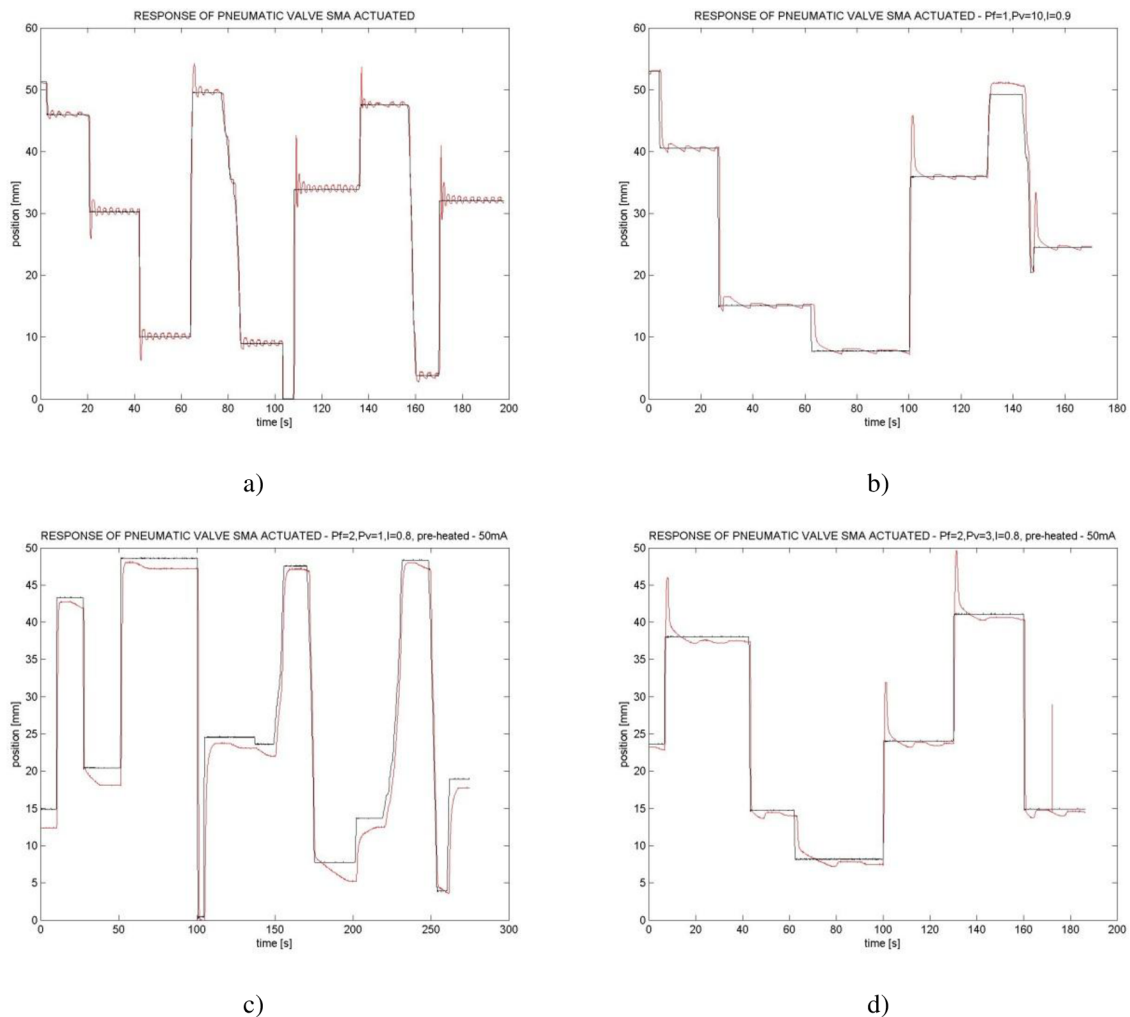 RESPONSE OF PNEUMATIC VALVE SMA ACTUATED
position [mm]
60
50
40
30
20
10
0
0 20 40 60 80 100 120 140 160 180 200
time [s]
a)
RESPONSE OF PNEUMATIC VALVE SMA ACTUATED - Pf=1,Pv=10,I=0.9
position [mm]
60
50
40
30
20
10
0
0 20 40 60 80 100 120 140 160 180
time [s]
b)
RESPONSE OF PNEUMATIC VALVE SMA ACTUATED - Pf=2,Pv=1,I=0.8, pre-heated - 50mA
position [mm]
50
45
40
35
30
25
20
15
10
5
0
0 50 100 150 200 250 300
time [s]
c)
RESPONSE OF PNEUMATIC VALVE SMA ACTUATED - Pf=2,Pv=3,I=0.8, pre-heated - 50mA
position [mm]
50
45
40
35
30
25
20
15
10
5
0
0 20 40 60 80 100 120 140 160 180 200
time [s]
d)